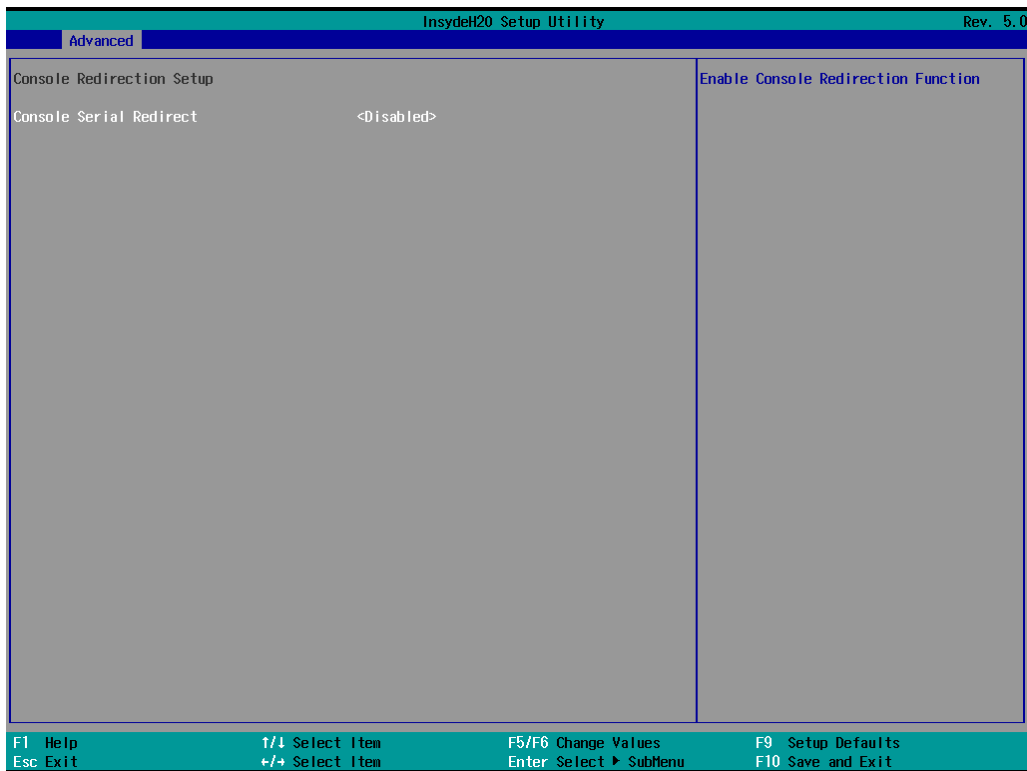 InsydeH20 Setup Utility Rev. 5.0
Advanced
Console Redirection Setup
Enable Console Redirection Function
Console Serial Redirect <Disabled>
F1 Help ↑/↓ Select Item F5/F6 Change Values F9 Setup Defaults
Esc Exit ←/→ Select Item Enter Select ▶ SubMenu F10 Save and Exit